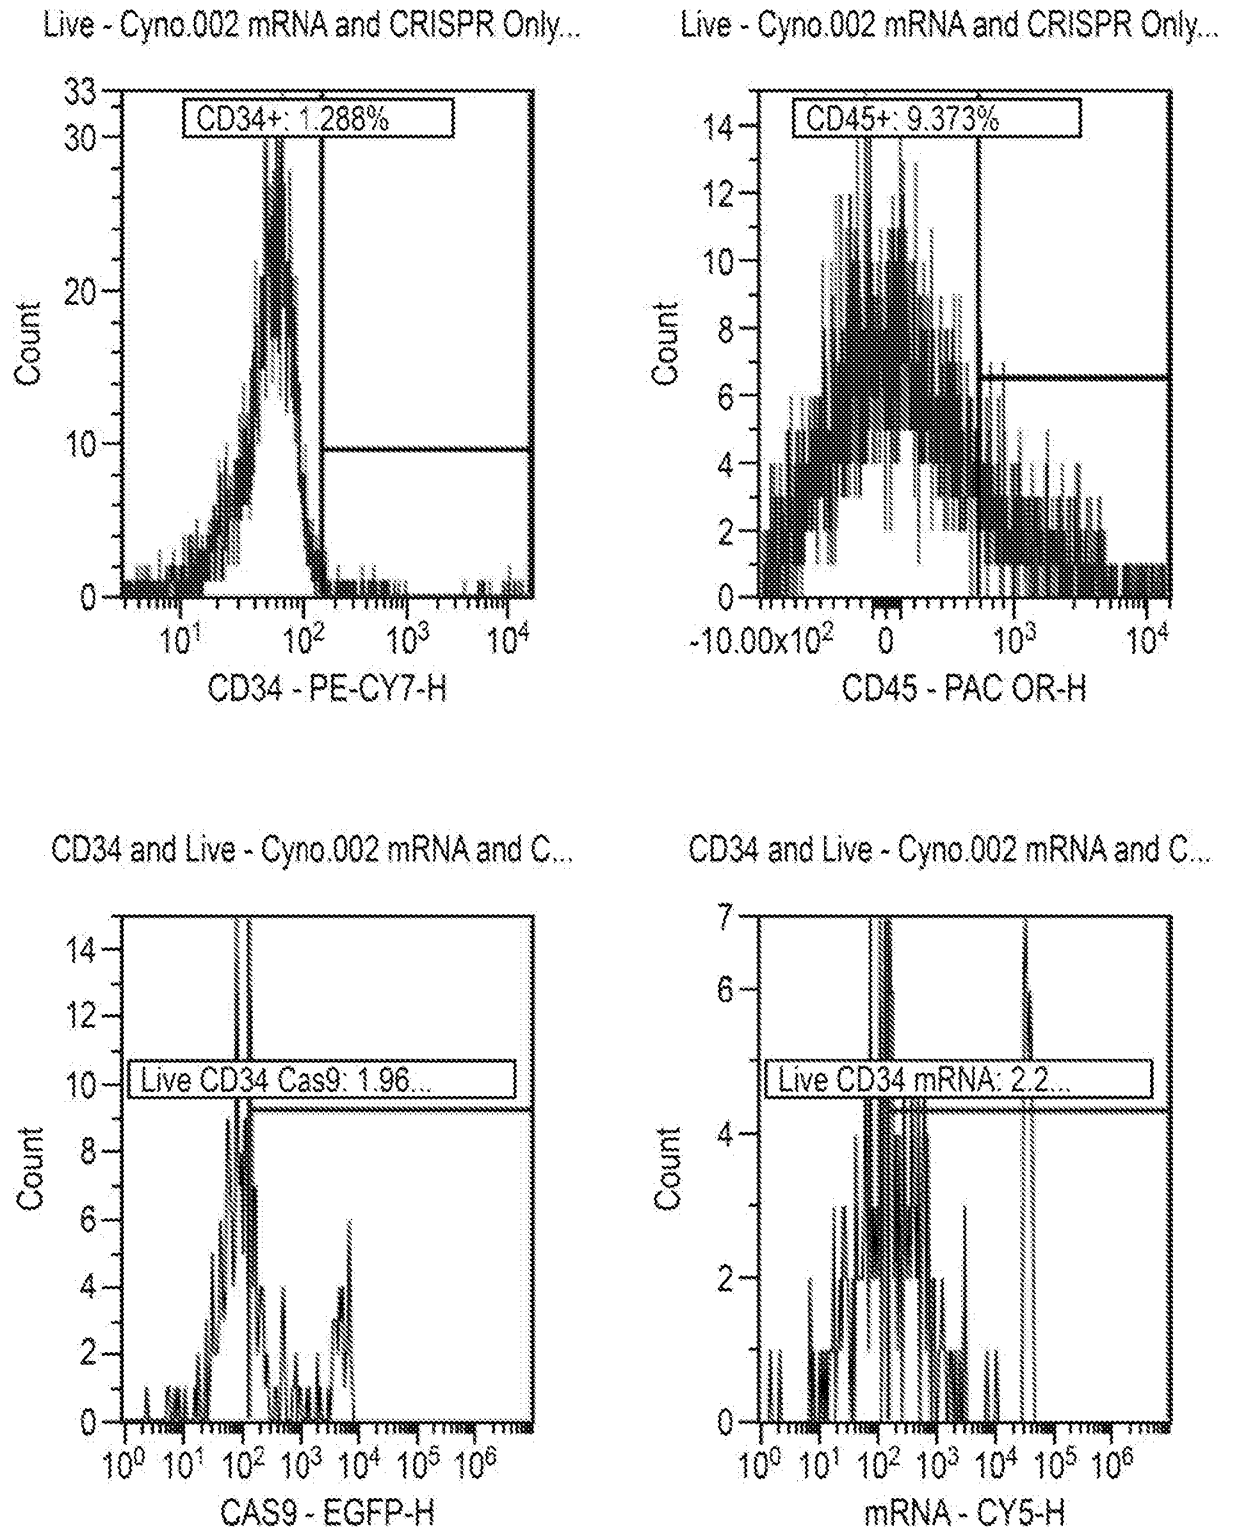 Live - Cyno.002 mRNA and CRISPR Only...
CD34+: 1.288%
33
30
20
10
0
Count
10¹ 10² 10³ 10⁴
CD34 - PE-CY7-H
Live - Cyno.002 mRNA and CRISPR Only...
CD45+: 9.373%
14
12
10
8
6
4
2
0
Count
-10.00x10² 0 10³ 10⁴
CD45 - PAC OR-H
CD34 and Live - Cyno.002 mRNA and C...
14
12
10
8
6
4
2
0
Live CD34 Cas9: 1.96...
Count
10⁰ 10¹ 10² 10³ 10⁴ 10⁵ 10⁶
CAS9 - EGFP-H
CD34 and Live - Cyno.002 mRNA and C...
7
6
4
2
0
Live CD34 mRNA: 2.2...
Count
10⁰ 10¹ 10² 10³ 10⁴ 10⁵ 10⁶
mRNA - CY5-H